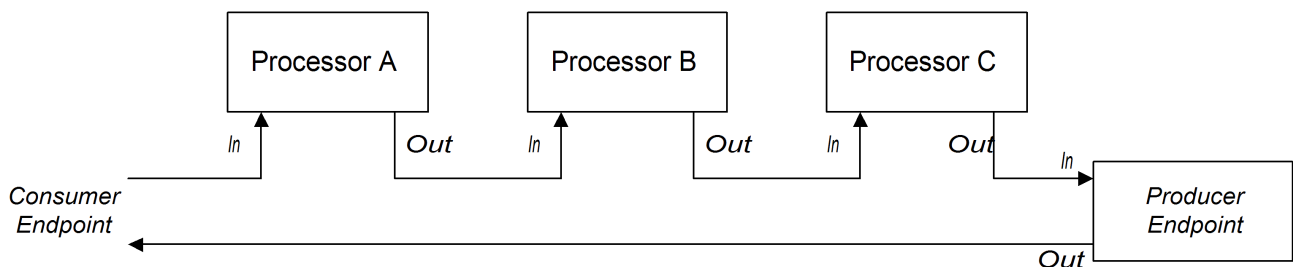 Processor A
Processor B
Processor C
In
Out
In
Out
In
Out
In
Consumer
Endpoint
Producer
Endpoint
Out